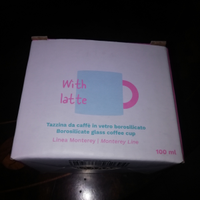 With
latte
Tazzina da caffè in vetro borosilicato
Borosilicate glass coffee cup
Linea Monterey / Monterey Line
100 ml